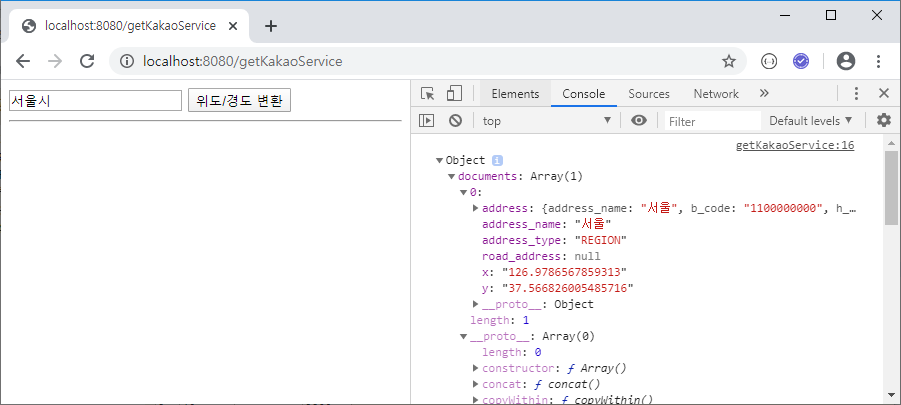 localhost:8080/getKakaoService
localhost:8080/getKakaoService
서울시 위도/경도 변환
Elements Console Sources Network
top Filter Default levels
getKakaoService:16
Object
documents: Array(1)
0:
address: {address_name: "서울", b_code: "1100000000", h_…
address_name: "서울"
address_type: "REGION"
road_address: null
x: "126.9786567859313"
y: "37.566826005485716"
__proto__: Object
length: 1
__proto__: Array(0)
length: 0
constructor: ƒ Array()
concat: ƒ concat()
copyWithin: ƒ copyWithin()